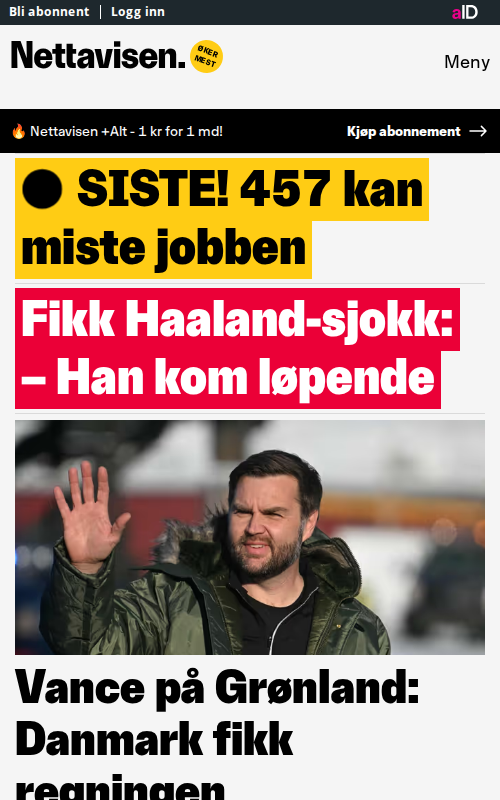 Bli abonnent | Logg inn
aID
Nettavisen.
ØKER
MEST
Meny
🔥 Nettavisen +Alt - 1 kr for 1 md!
Kjøp abonnement →
● SISTE! 457 kan
miste jobben
Fikk Haaland-sjokk:
– Han kom løpende
Vance på Grønland:
Danmark fikk
regningen